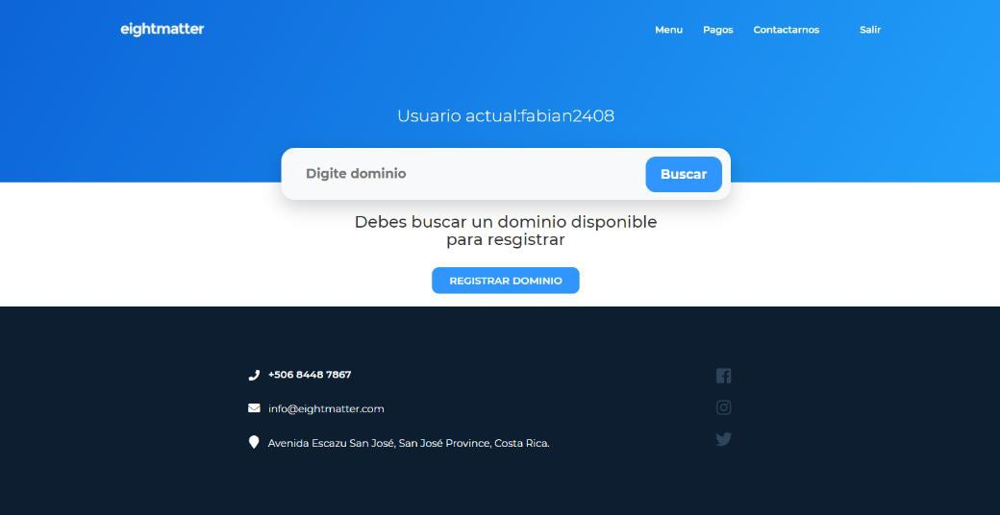 eightmatter
Menu Pagos Contactarnos Salir
Usuario actual:fabian2408
Digite dominio
Buscar
Debes buscar un dominio disponible
para resgistrar
REGISTRAR DOMINIO
+506 8448 7867
info@eightmatter.com
Avenida Escazu San José, San José Province, Costa Rica.